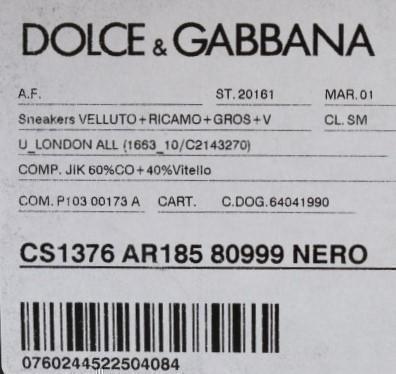 DOLCE & GABBANA
A.F. ST. 20161 MAR. 01
Sneakers VELLUTO+RICAMO+GROS+V CL. SM
U_LONDON ALL (1653_10/C2143270)
COMP. JIK 60%CO+40%Vitello
COM. P103 00173 A CART. C.DOG. 64041990
CS1376 AR185 80999 NERO
0760244522504084